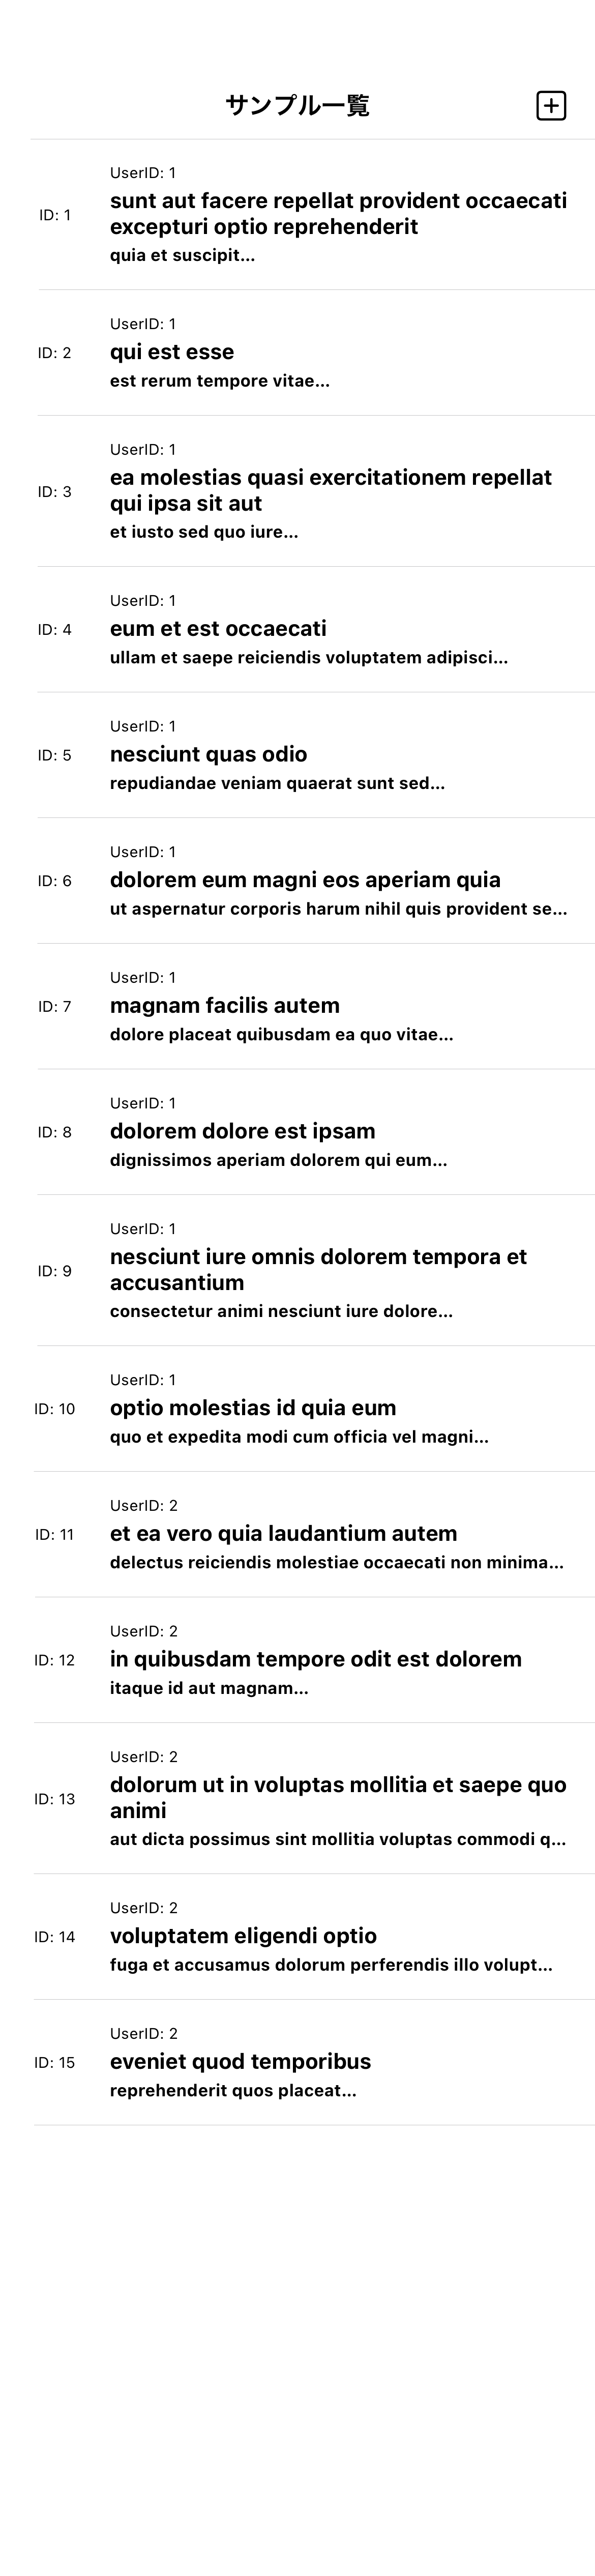 サンプル一覧
UserID: 1
ID: 1
sunt aut facere repellat provident occaecati
excepturi optio reprehenderit
quia et suscipit...
UserID: 1
ID: 2
qui est esse
est rerum tempore vitae...
UserID: 1
ID: 3
ea molestias quasi exercitationem repellat
qui ipsa sit aut
et iusto sed quo iure...
UserID: 1
ID: 4
eum et est occaecati
ullam et saepe reiciendis voluptatem adipisci...
UserID: 1
ID: 5
nesciunt quas odio
repudiandae veniam quaerat sunt sed...
UserID: 1
ID: 6
dolorem eum magni eos aperiam quia
ut aspernatur corporis harum nihil quis provident se...
UserID: 1
ID: 7
magnam facilis autem
dolore placeat quibusdam ea quo vitae...
UserID: 1
ID: 8
dolorem dolore est ipsam
dignissimos aperiam dolorem qui eum...
UserID: 1
ID: 9
nesciunt iure omnis dolorem tempora et
accusantium
consectetur animi nesciunt iure dolore...
UserID: 1
ID: 10
optio molestias id quia eum
quo et expedita modi cum officia vel magni...
UserID: 2
ID: 11
et ea vero quia laudantium autem
delectus reiciendis molestiae occaecati non minima...
UserID: 2
ID: 12
in quibusdam tempore odit est dolorem
itaque id aut magnam...
UserID: 2
ID: 13
dolorum ut in voluptas mollitia et saepe quo
animi
aut dicta possimus sint mollitia voluptas commodi q...
UserID: 2
ID: 14
voluptatem eligendi optio
fuga et accusamus dolorum perferendis illo volupt...
UserID: 2
ID: 15
eveniet quod temporibus
reprehenderit quos placeat...